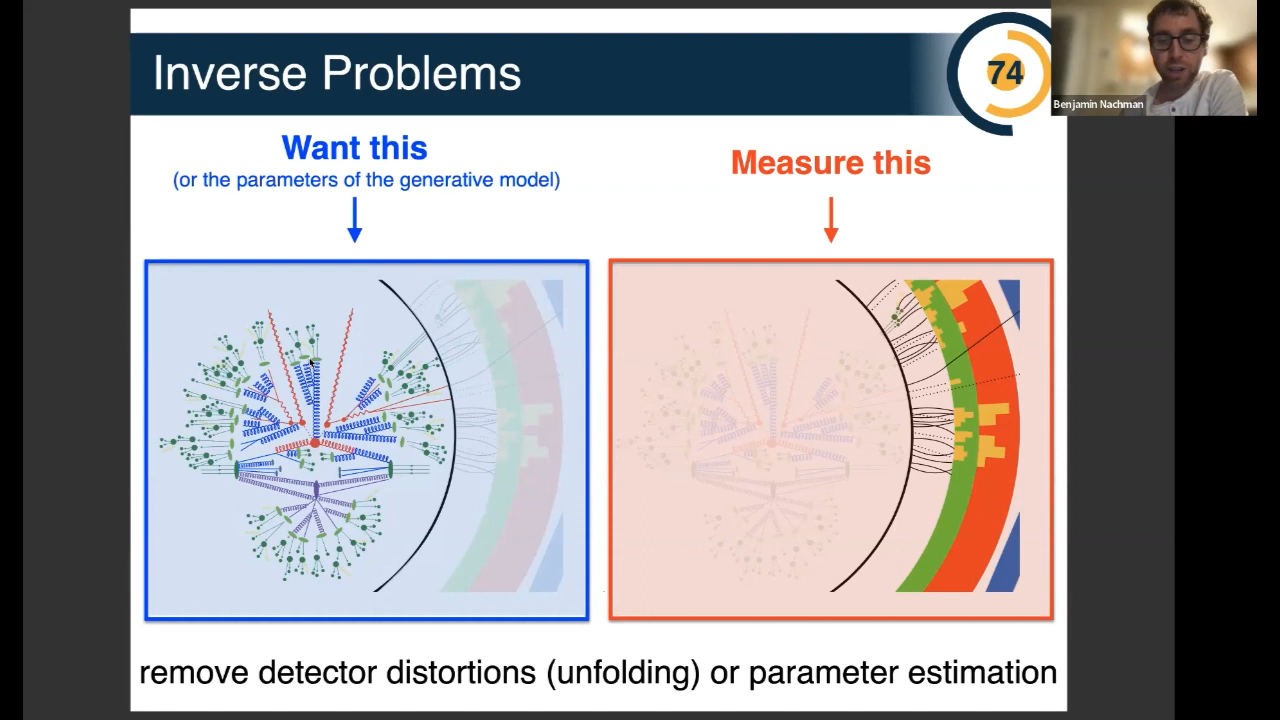 Inverse Problems
74
Benjamin Nachman
Want this
(or the parameters of the generative model)
Measure this
remove detector distortions (unfolding) or parameter estimation